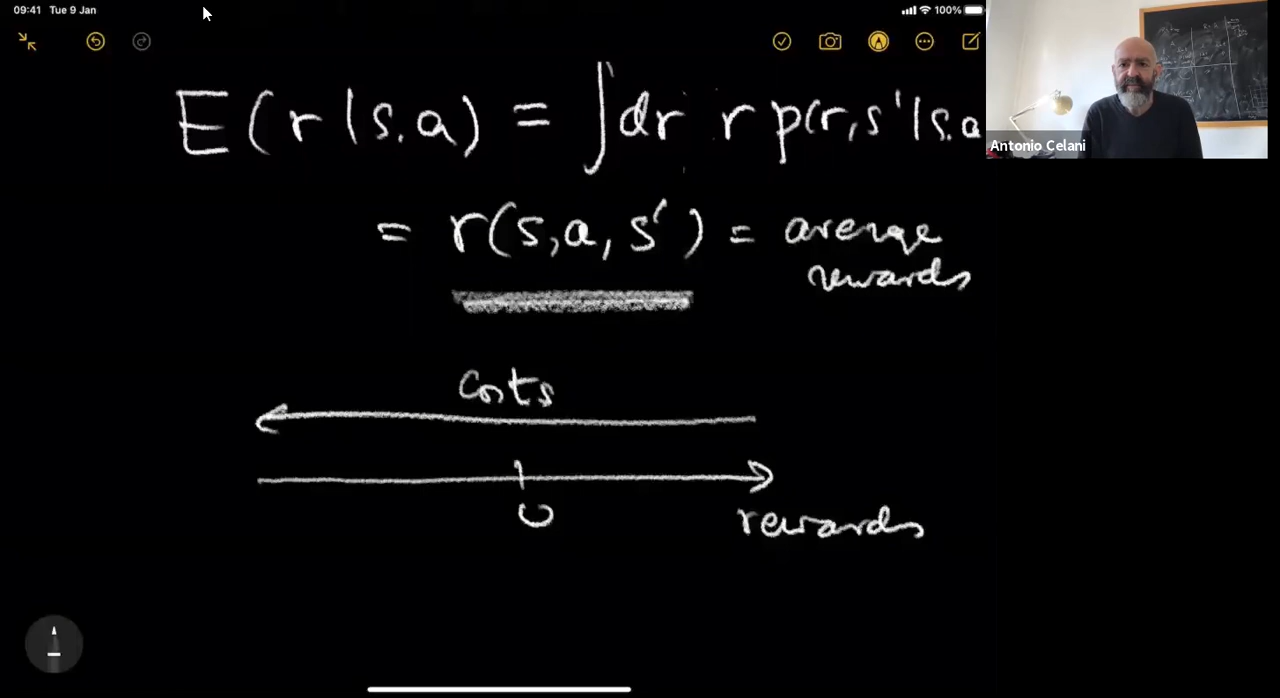 09:41 Tue 9 Jan
100%
E(r|s.a) = ∫dr r p(r,s'|s.a
= r(s,a,s') = average
rewards
costs
0
rewards
Antonio Celani